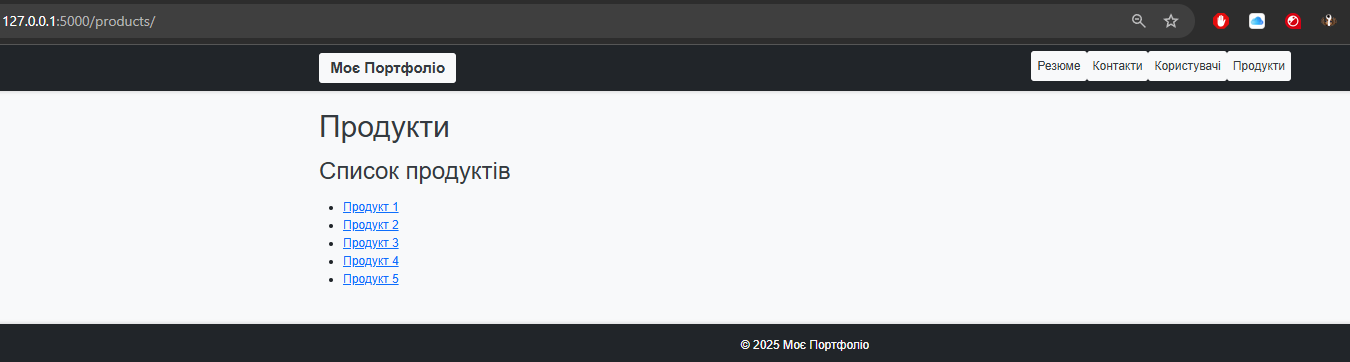 127.0.0.1:5000/products/
Моє Портфоліо Резюме Контакти Користувачі Продукти
Продукти
Список продуктів
Продукт 1
Продукт 2
Продукт 3
Продукт 4
Продукт 5
© 2025 Моє Портфоліо